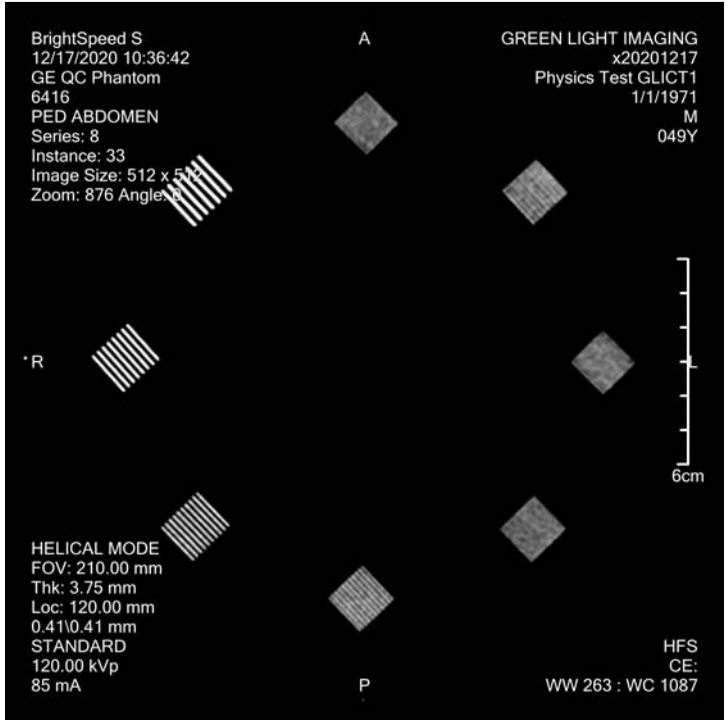 BrightSpeed S
12/17/2020 10:36:42
GE QC Phantom
6416
PED ABDOMEN
Series: 8
Instance: 33
Image Size: 512 x 512
Zoom: 876 Angle: 0
A
GREEN LIGHT IMAGING
x20201217
Physics Test GLICT1
1/1/1971
M
049Y
R
L
6cm
HELICAL MODE
FOV: 210.00 mm
Thk: 3.75 mm
Loc: 120.00 mm
0.41\0.41 mm
STANDARD
120.00 kVp
85 mA
P
HFS
CE:
WW 263 : WC 1087